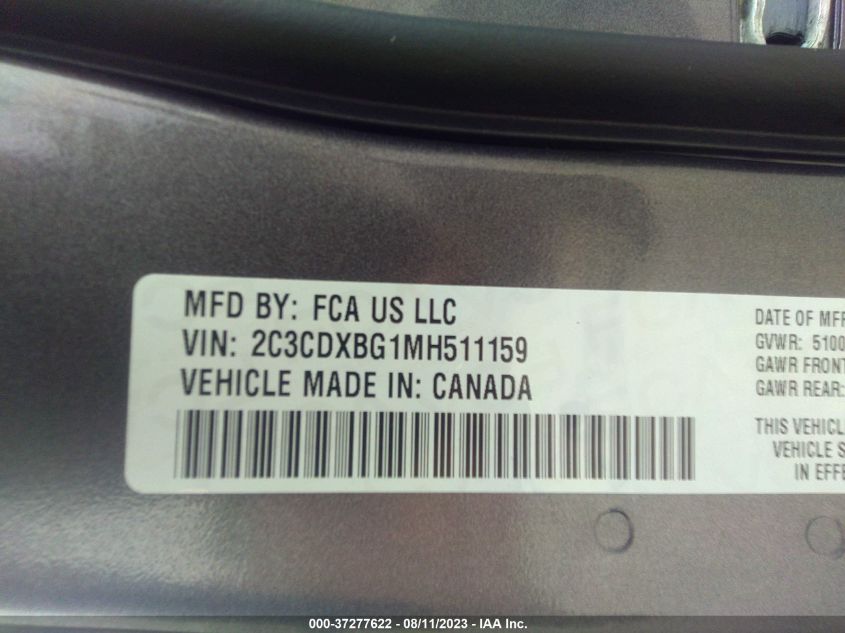 MFD BY: FCA US LLC
VIN: 2C3CDXBG1MH511159
VEHICLE MADE IN: CANADA
DATE OF MFR
GVWR: 5100
GAWR FRONT
GAWR REAR:
THIS VEHICL
VEHICLE S
IN EFFE
000-37277622 - 08/11/2023 - IAA Inc.